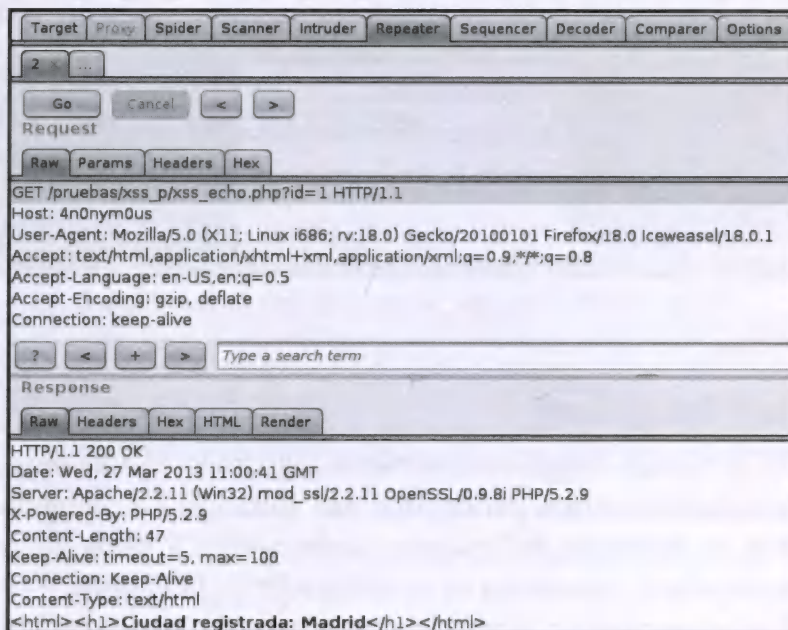 Target Proxy Spider Scanner Intruder Repeater Sequencer Decoder Comparer Options
2 × ...
Go Cancel < >
Request
Raw Params Headers Hex
GET /pruebas/xss_p/xss_echo.php?id=1 HTTP/1.1
Host: 4n0nym0us
User-Agent: Mozilla/5.0 (X11; Linux i686; rv:18.0) Gecko/20100101 Firefox/18.0 Iceweasel/18.0.1
Accept: text/html,application/xhtml+xml,application/xml;q=0.9,*/*;q=0.8
Accept-Language: en-US,en;q=0.5
Accept-Encoding: gzip, deflate
Connection: keep-alive
? < + > Type a search term
Response
Raw Headers Hex HTML Render
HTTP/1.1 200 OK
Date: Wed, 27 Mar 2013 11:00:41 GMT
Server: Apache/2.2.11 (Win32) mod_ssl/2.2.11 OpenSSL/0.9.8i PHP/5.2.9
X-Powered-By: PHP/5.2.9
Content-Length: 47
Keep-Alive: timeout=5, max=100
Connection: Keep-Alive
Content-Type: text/html
<html><h1>Ciudad registrada: Madrid</h1></html>